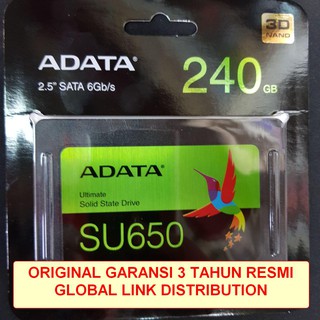 3D
NAND
ADATA
2.5" SATA 6Gb/s
240 GB
ADATA
Ultimate
Solid State Drive
SU650
ORIGINAL GARANSI 3 TAHUN RESMI
GLOBAL LINK DISTRIBUTION